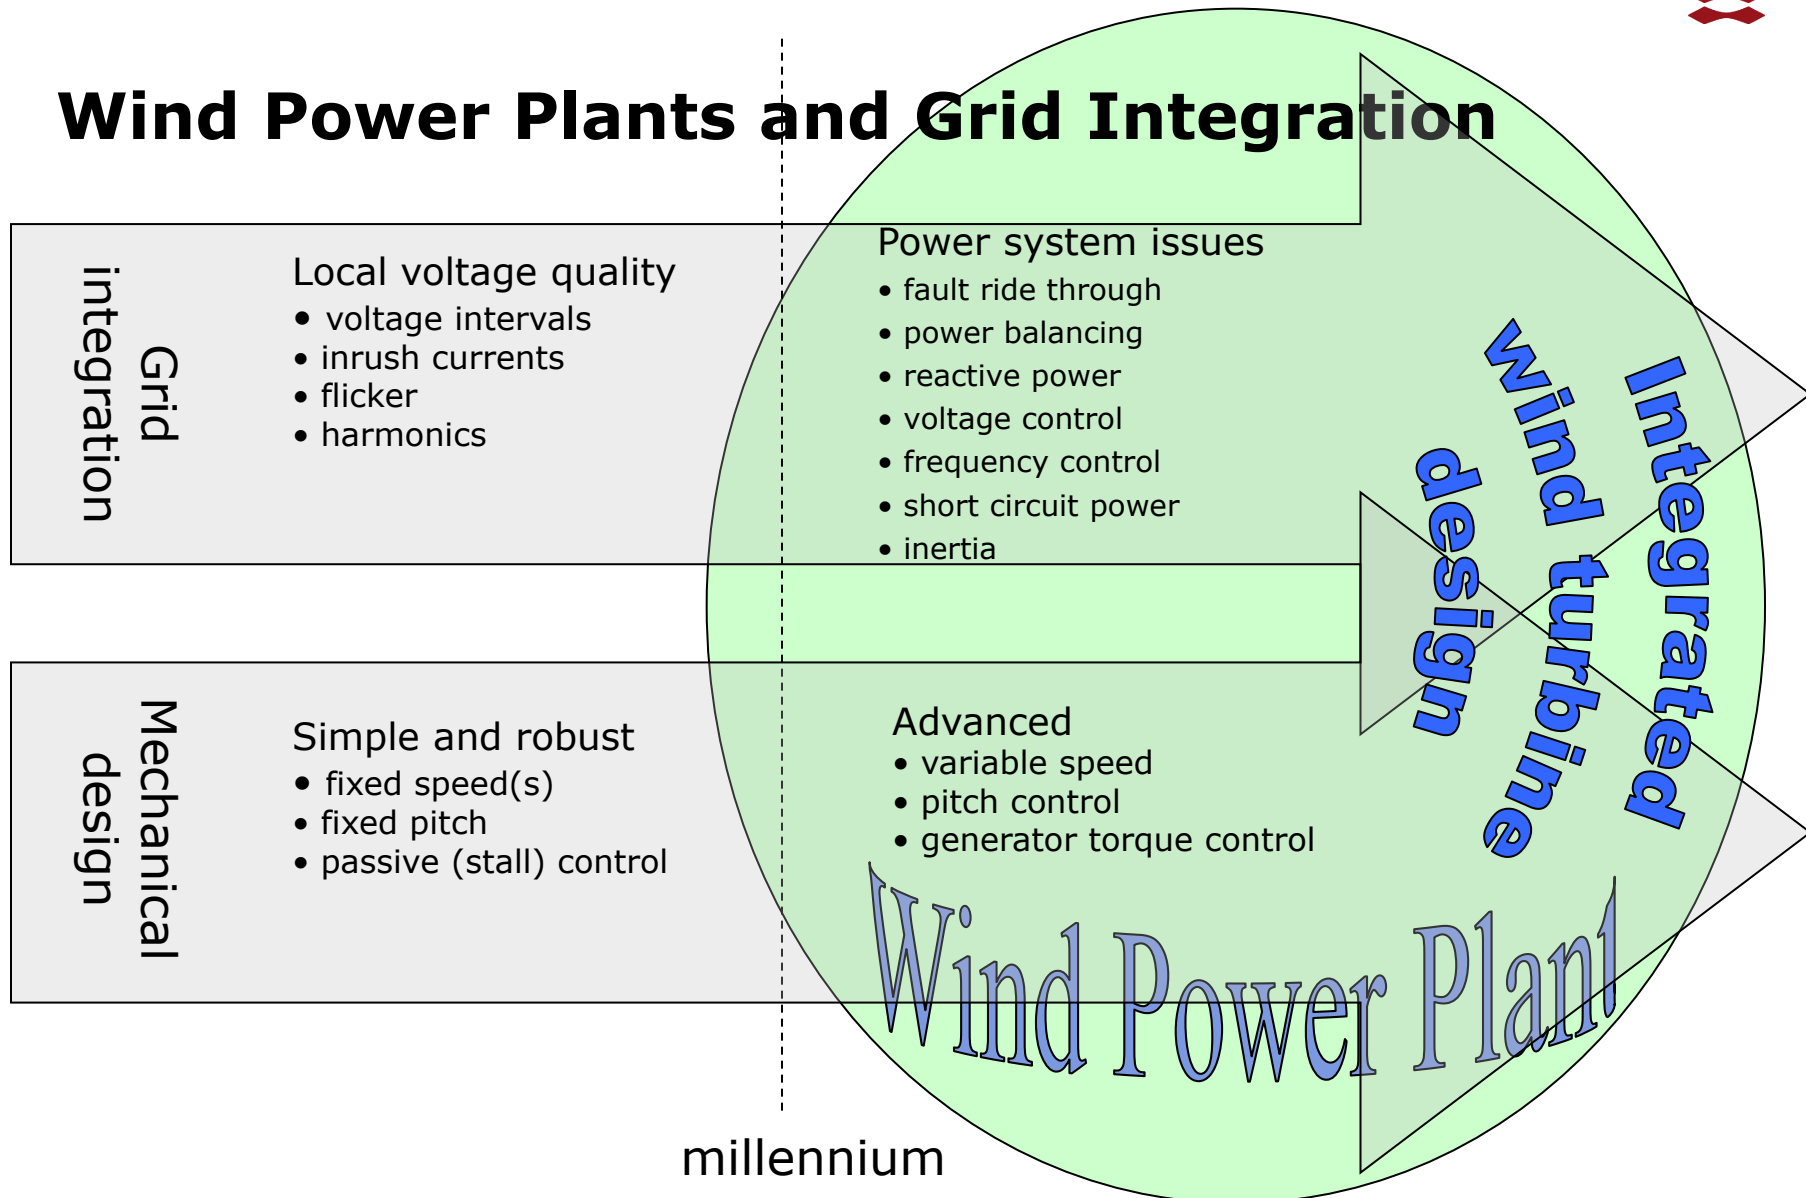 Wind Power Plants and Grid Integration
Grid
integration
Local voltage quality
• voltage intervals
• inrush currents
• flicker
• harmonics
Power system issues
• fault ride through
• power balancing
• reactive power
• voltage control
• frequency control
• short circuit power
• inertia
Integrated
wind turbine
design
Mechanical
design
Simple and robust
• fixed speed(s)
• fixed pitch
• passive (stall) control
Advanced
• variable speed
• pitch control
• generator torque control
Wind Power Plant
millennium